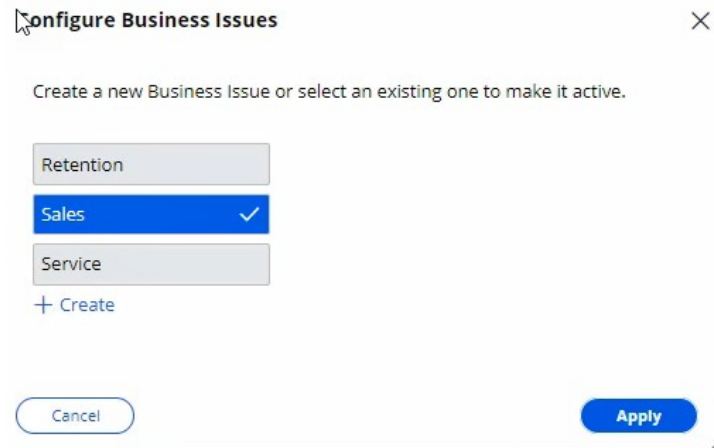 Configure Business Issues
Create a new Business Issue or select an existing one to make it active.
Retention
Sales
Service
+ Create
Cancel
Apply